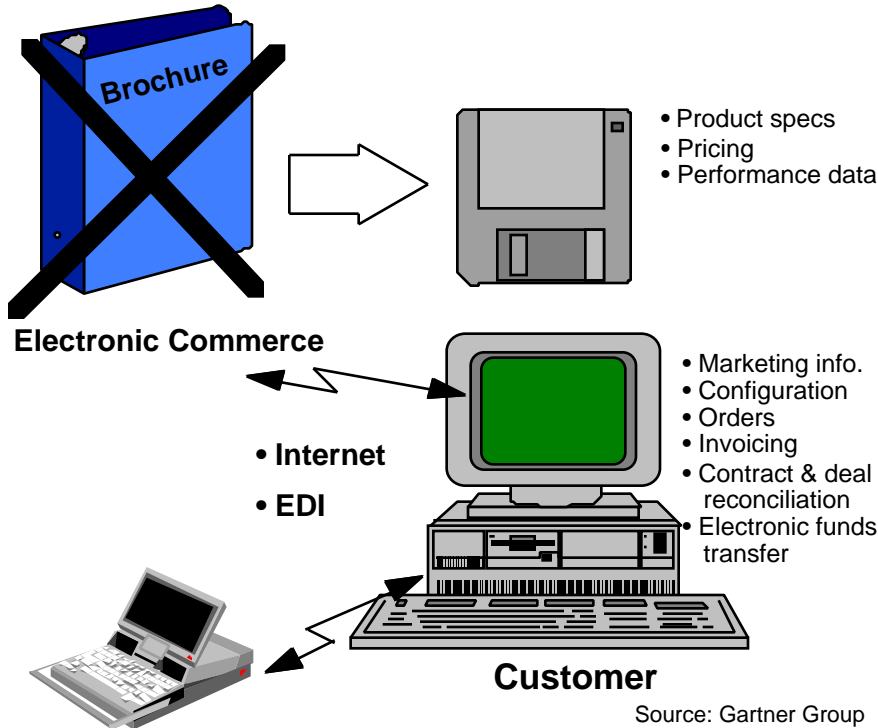 Brochure
• Product specs
• Pricing
• Performance data
Electronic Commerce
• Internet
• EDI
• Marketing info.
• Configuration
• Orders
• Invoicing
• Contract & deal
reconciliation
• Electronic funds
transfer
Customer
Source: Gartner Group